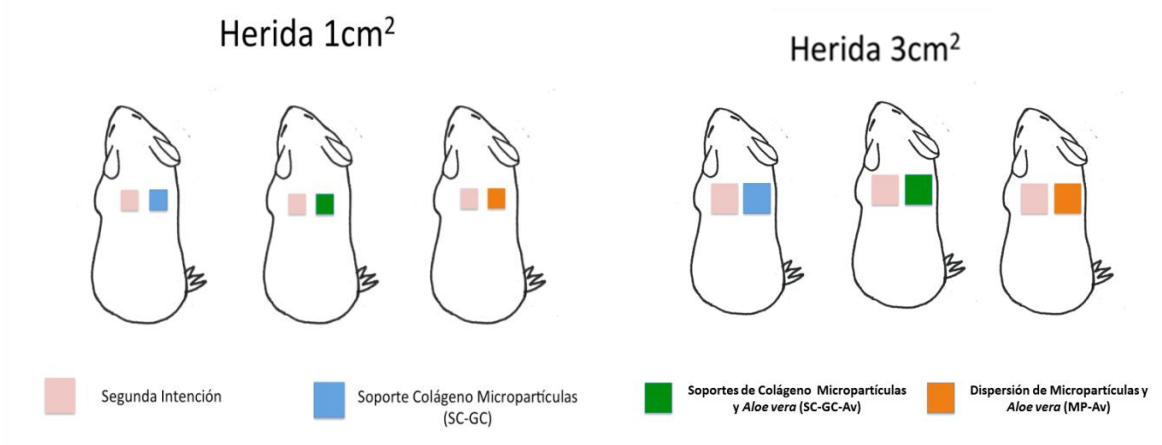 Herida 1cm²
Herida 3cm²
Segunda Intención
Soporte Colágeno Micropartículas
(SC-GC)
Soportes de Colágeno Micropartículas
y Aloe vera (SC-GC-Av)
Dispersión de Micropartículas y
Aloe vera (MP-Av)